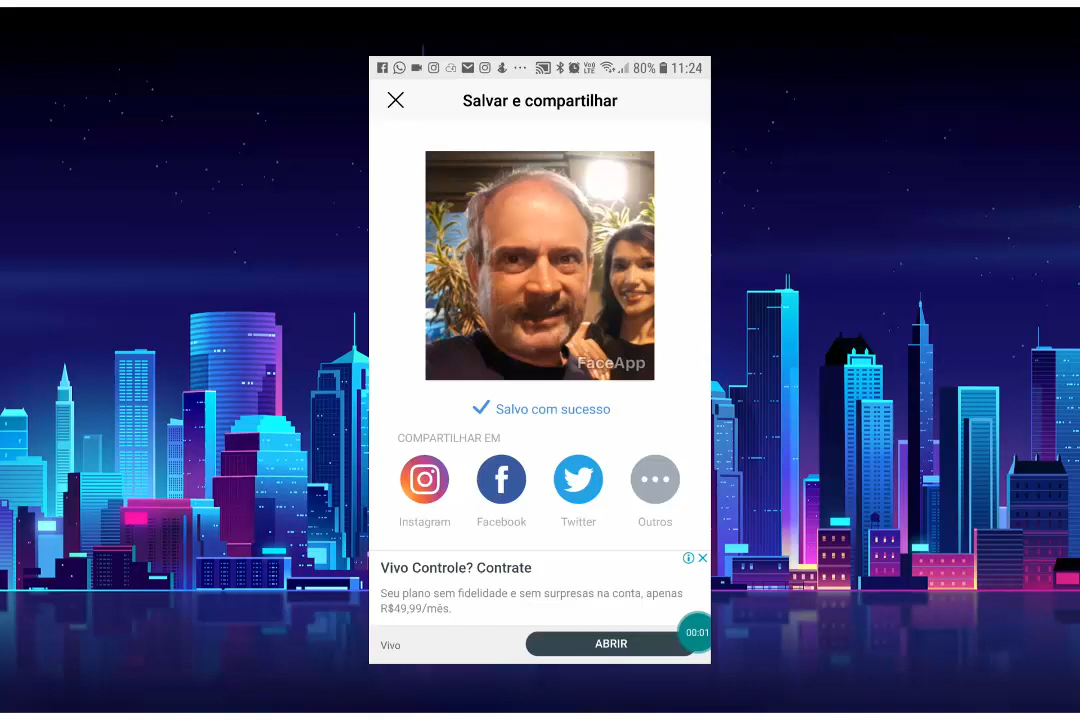 80% 11:24
Salvar e compartilhar
FaceApp
Salvo com sucesso
COMPARTILHAR EM
Instagram Facebook Twitter Outros
Vivo Controle? Contrate
Seu plano sem fidelidade e sem surpresas na conta, apenas
R$49,99/mês.
Vivo ABRIR 00:01